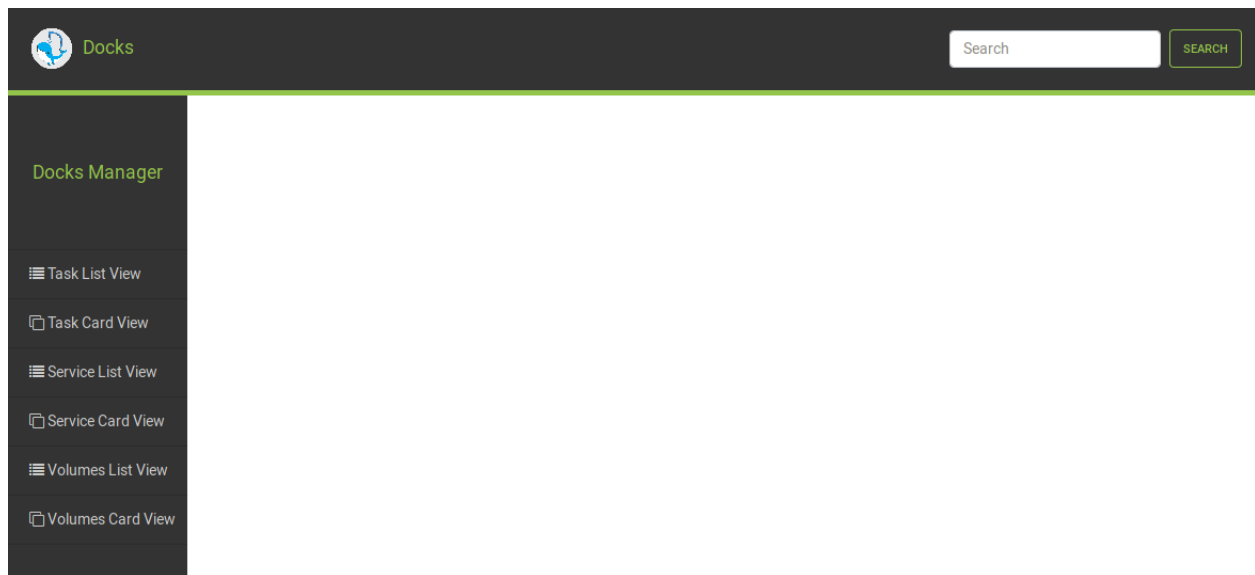 Docks
Search
SEARCH
Docks Manager
Task List View
Task Card View
Service List View
Service Card View
Volumes List View
Volumes Card View